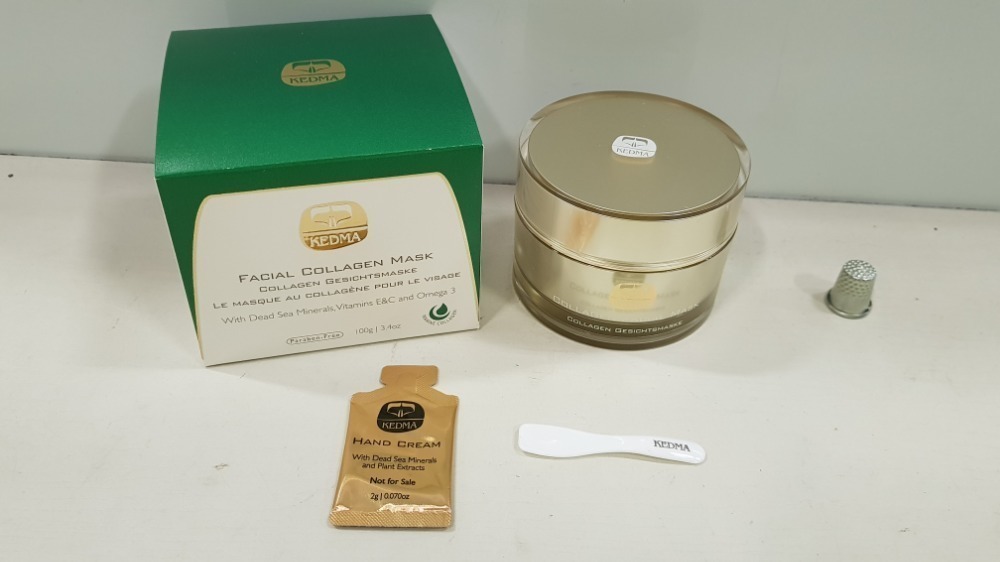 KEDMA
KEDMA
FACIAL COLLAGEN MASK
COLLAGEN GESICHTSMASKE
LE MASQUE AU COLLAGÈNE POUR LE VISAGE
With Dead Sea Minerals, Vitamins E&C and Omega 3
Paraben-Free
100g | 3.4oz
KEDMA
COLLAGEN GESICHTSMASKE
KEDMA
HAND CREAM
With Dead Sea Minerals
and Plant Extracts
Not for Sale
2g | 0.070oz
KEDMA